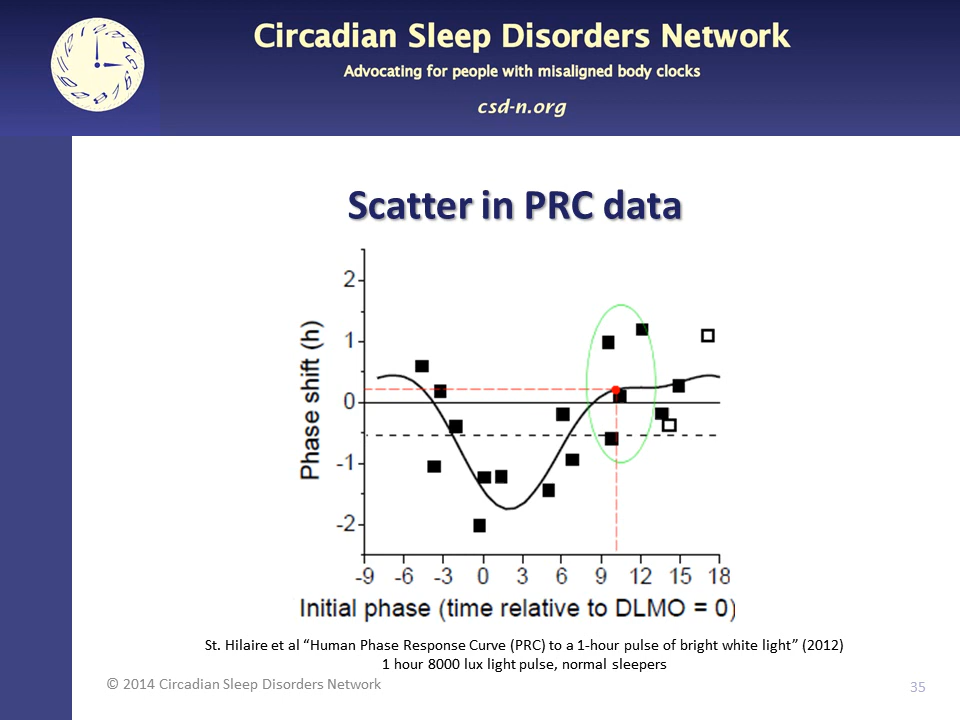 Circadian Sleep Disorders Network
Advocating for people with misaligned body clocks
csd-n.org
Scatter in PRC data
Phase shift (h)
2
1
0
-1
-2
-9 -6 -3 0 3 6 9 12 15 18
Initial phase (time relative to DLMO = 0)
St. Hilaire et al “Human Phase Response Curve (PRC) to a 1-hour pulse of bright white light” (2012)
1 hour 8000 lux light pulse, normal sleepers
© 2014 Circadian Sleep Disorders Network
35